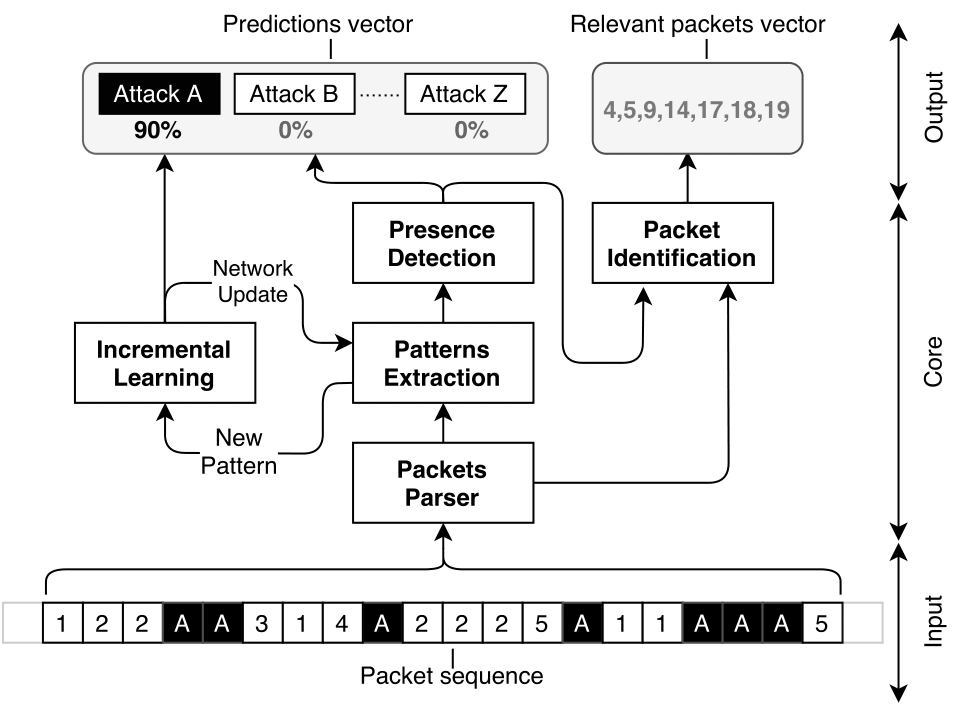 Predictions vector
Relevant packets vector
Attack A
Attack B
........
Attack Z
90%
0%
0%
4,5,9,14,17,18,19
Output
Presence
Detection
Packet
Identification
Network
Update
Incremental
Learning
Patterns
Extraction
Core
New
Pattern
Packets
Parser
1 2 2 A A 3 1 4 A 2 2 2 5 A 1 1 A A A 5
Input
Packet sequence